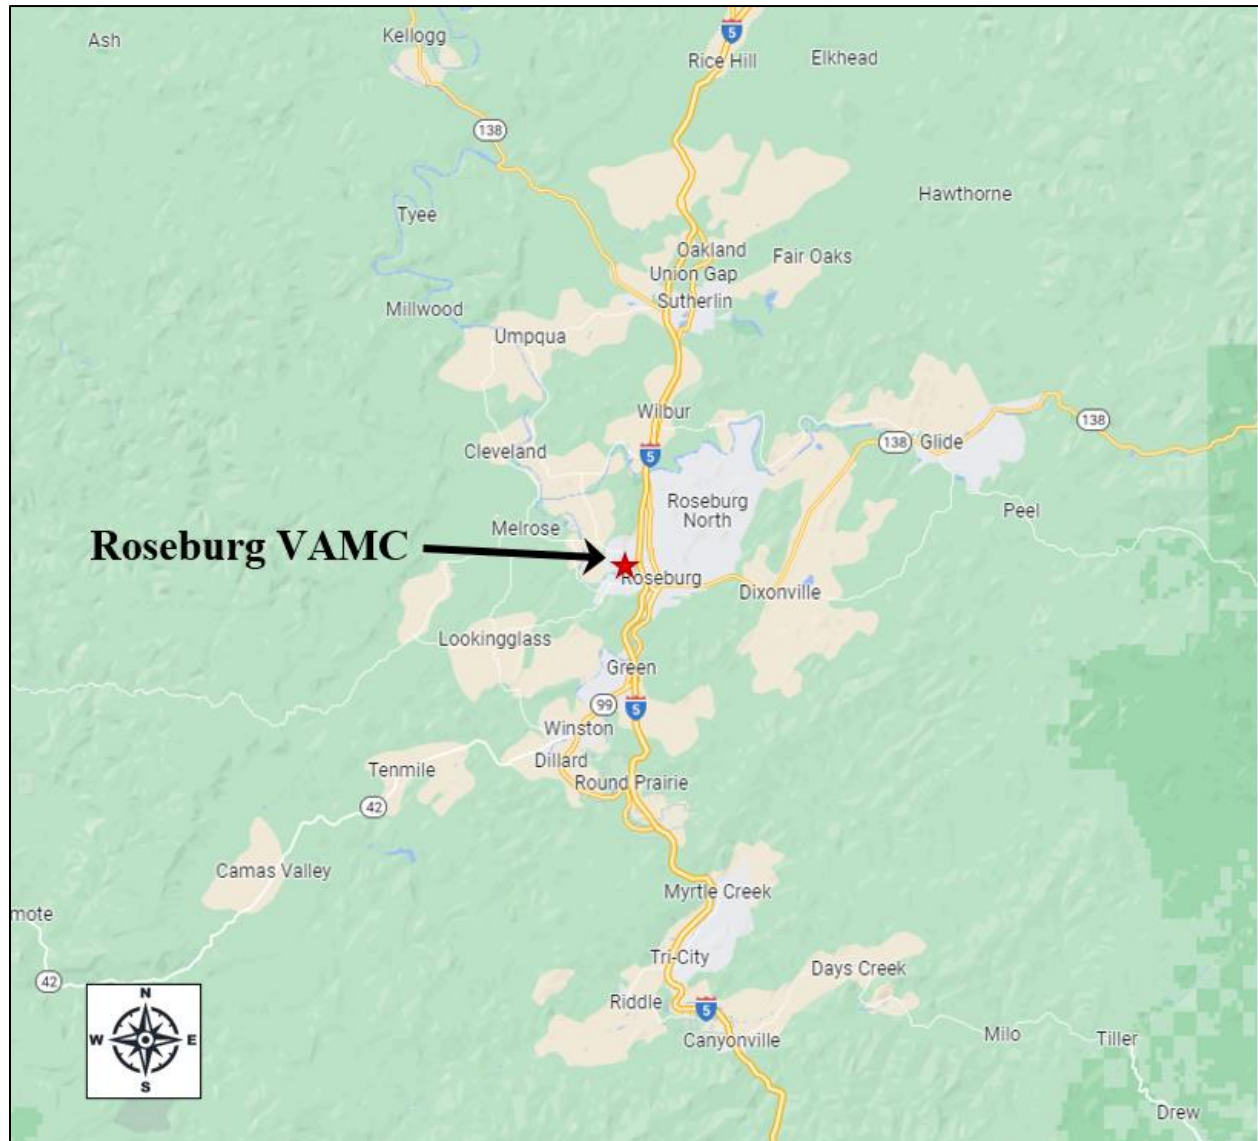 Ash
Kellogg
5
Rice Hill
Elkhead
138
Hawthorne
Tyee
Oakland
Fair Oaks
Union Gap
Sutherlin
Millwood
Umpqua
Wilbur
138
138
Glide
Cleveland
5
Roseburg
North
Peel
Melrose
Roseburg VAMC
Roseburg
Dixonville
Lookingglass
Green
99
5
Winston
Dillard
Tenmile
Round Prairie
42
Camas Valley
Myrtle Creek
mote
Tri-City
Days Creek
42
Riddle
5
N
W
E
S
Canyonville
Milo
Tiller
Drew